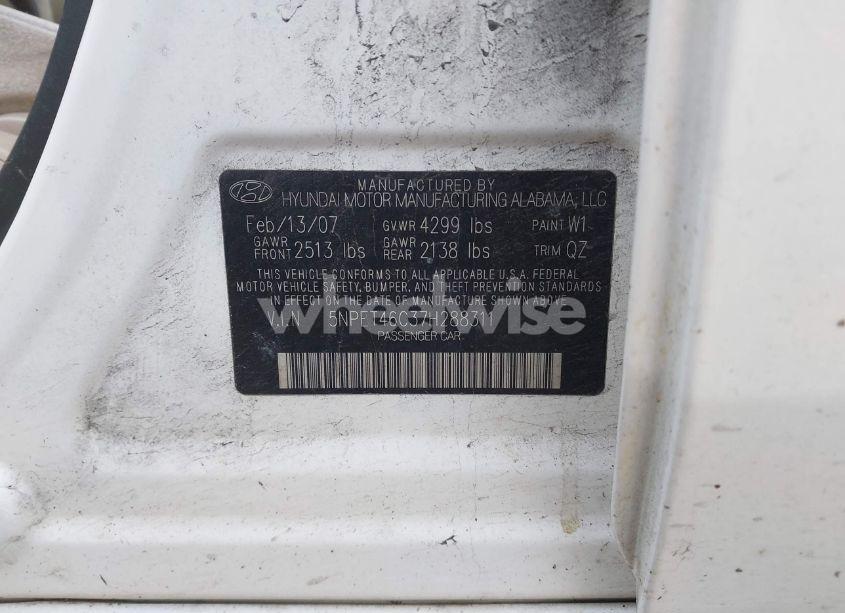 MANUFACTURED BY
HYUNDAI MOTOR MANUFACTURING ALABAMA, LLC
Feb/13/07 GVWR 4299 lbs PAINT W1
GAWR FRONT 2513 lbs GAWR REAR 2138 lbs TRIM QZ
THIS VEHICLE CONFORMS TO ALL APPLICABLE U.S.A. FEDERAL
MOTOR VEHICLE SAFETY, BUMPER, AND THEFT PREVENTION STANDARDS
IN EFFECT ON THE DATE OF MANUFACTURE SHOWN ABOVE.
wheelwise
V.I.N
PASSENGER CAR